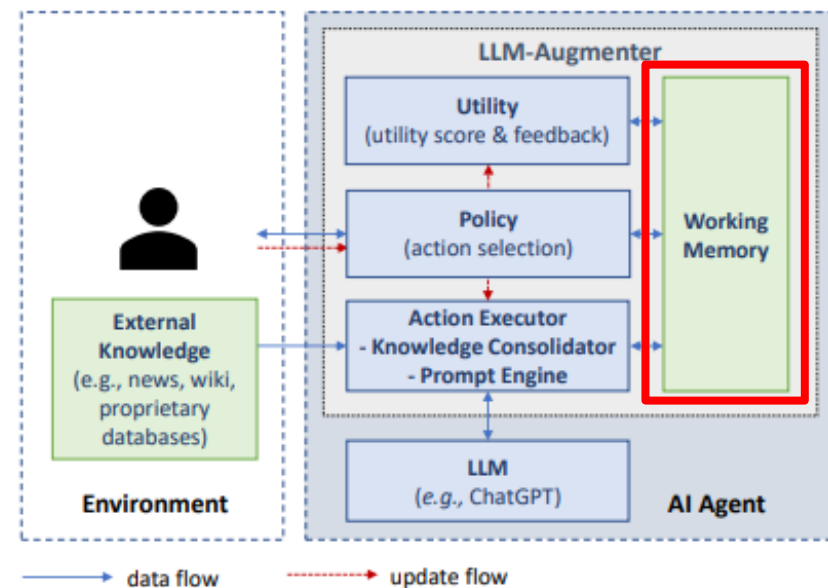 LLM-Augmenter
Utility
(utility score & feedback)
Policy
(action selection)
Working
Memory
External
Knowledge
(e.g., news, wiki,
proprietary
databases)
Action Executor
- Knowledge Consolidator
- Prompt Engine
LLM
(e.g., ChatGPT)
Environment
AI Agent
data flow
update flow